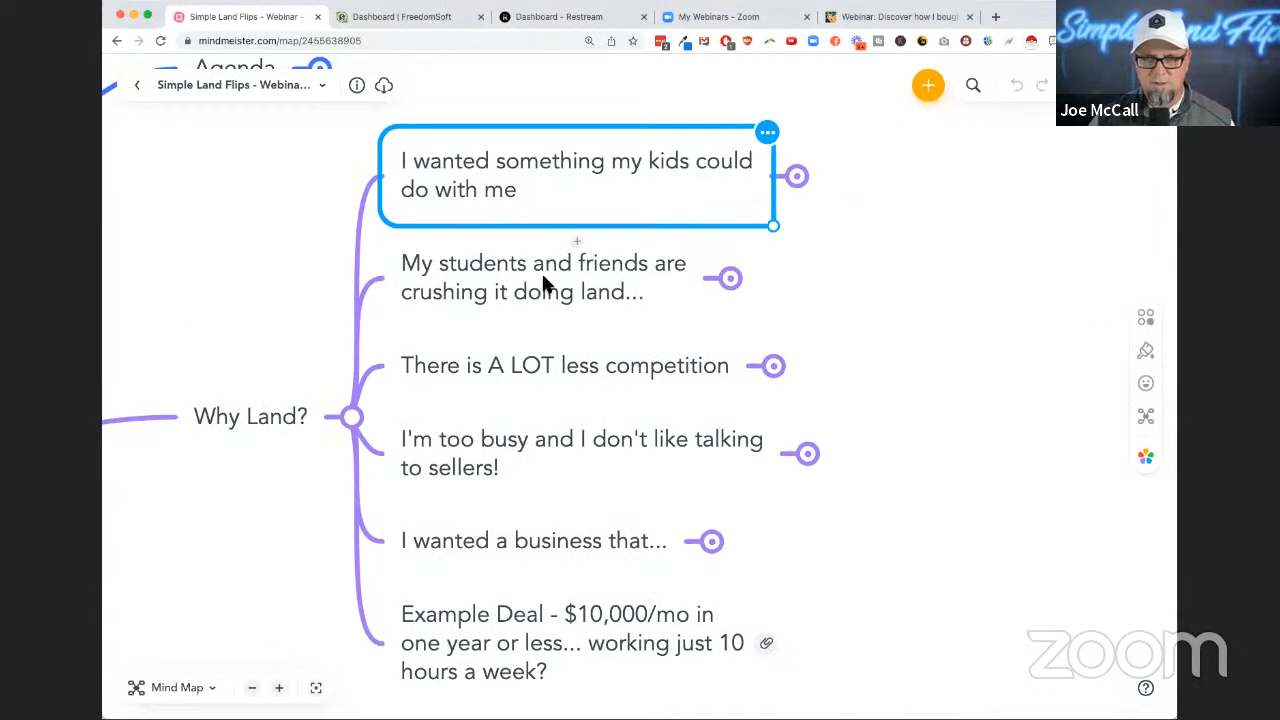 Simple Land Flips - Webinar -
Dashboard | FreedomSoft
Dashboard - Restream
My Webinars - Zoom
Webinar: Discover how I bough
mindmeister.com/map/2455638905
Agenda
Simple Land Flips - Webina...
Joe McCall
I wanted something my kids could
do with me
My students and friends are
crushing it doing land...
There is A LOT less competition
Why Land?
I'm too busy and I don't like talking
to sellers!
I wanted a business that...
Example Deal - $10,000/mo in
one year or less... working just 10
hours a week?
Mind Map
zoom